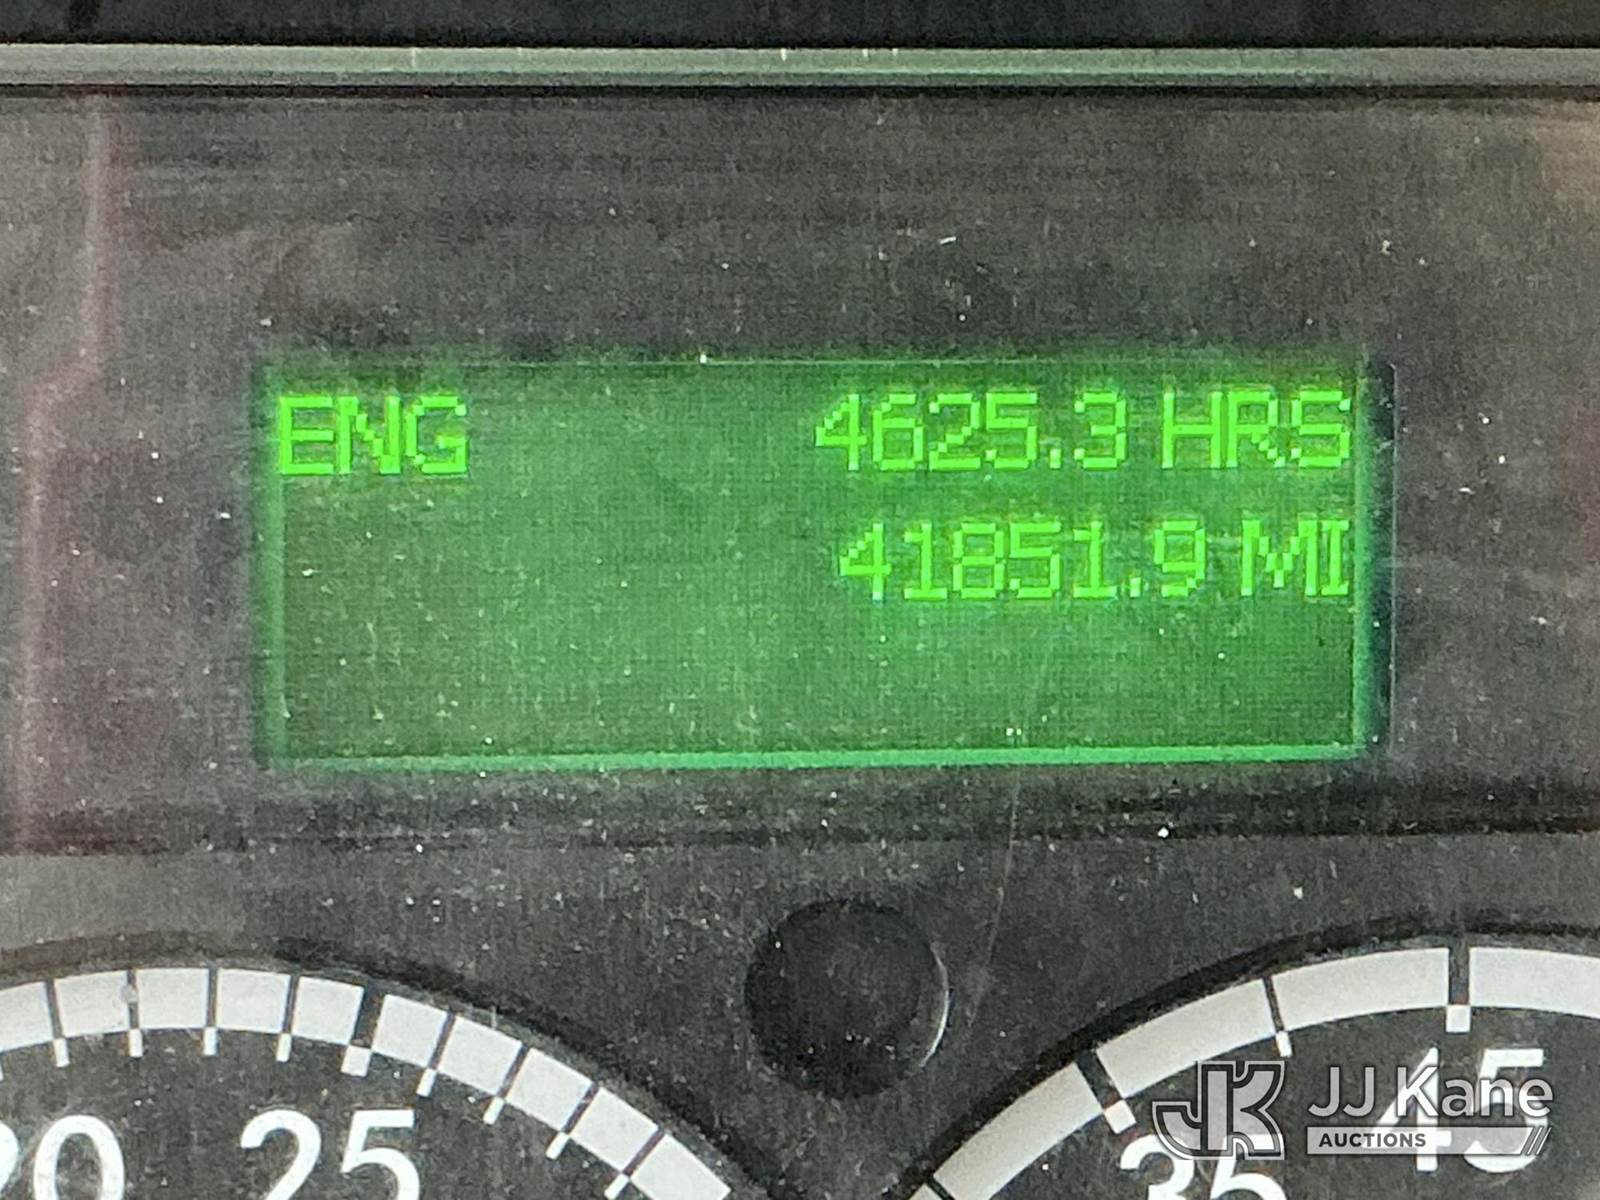 ENG 4625.3 HRS
41851.9 MI
20 25 35 45
JJ Kane
AUCTIONS